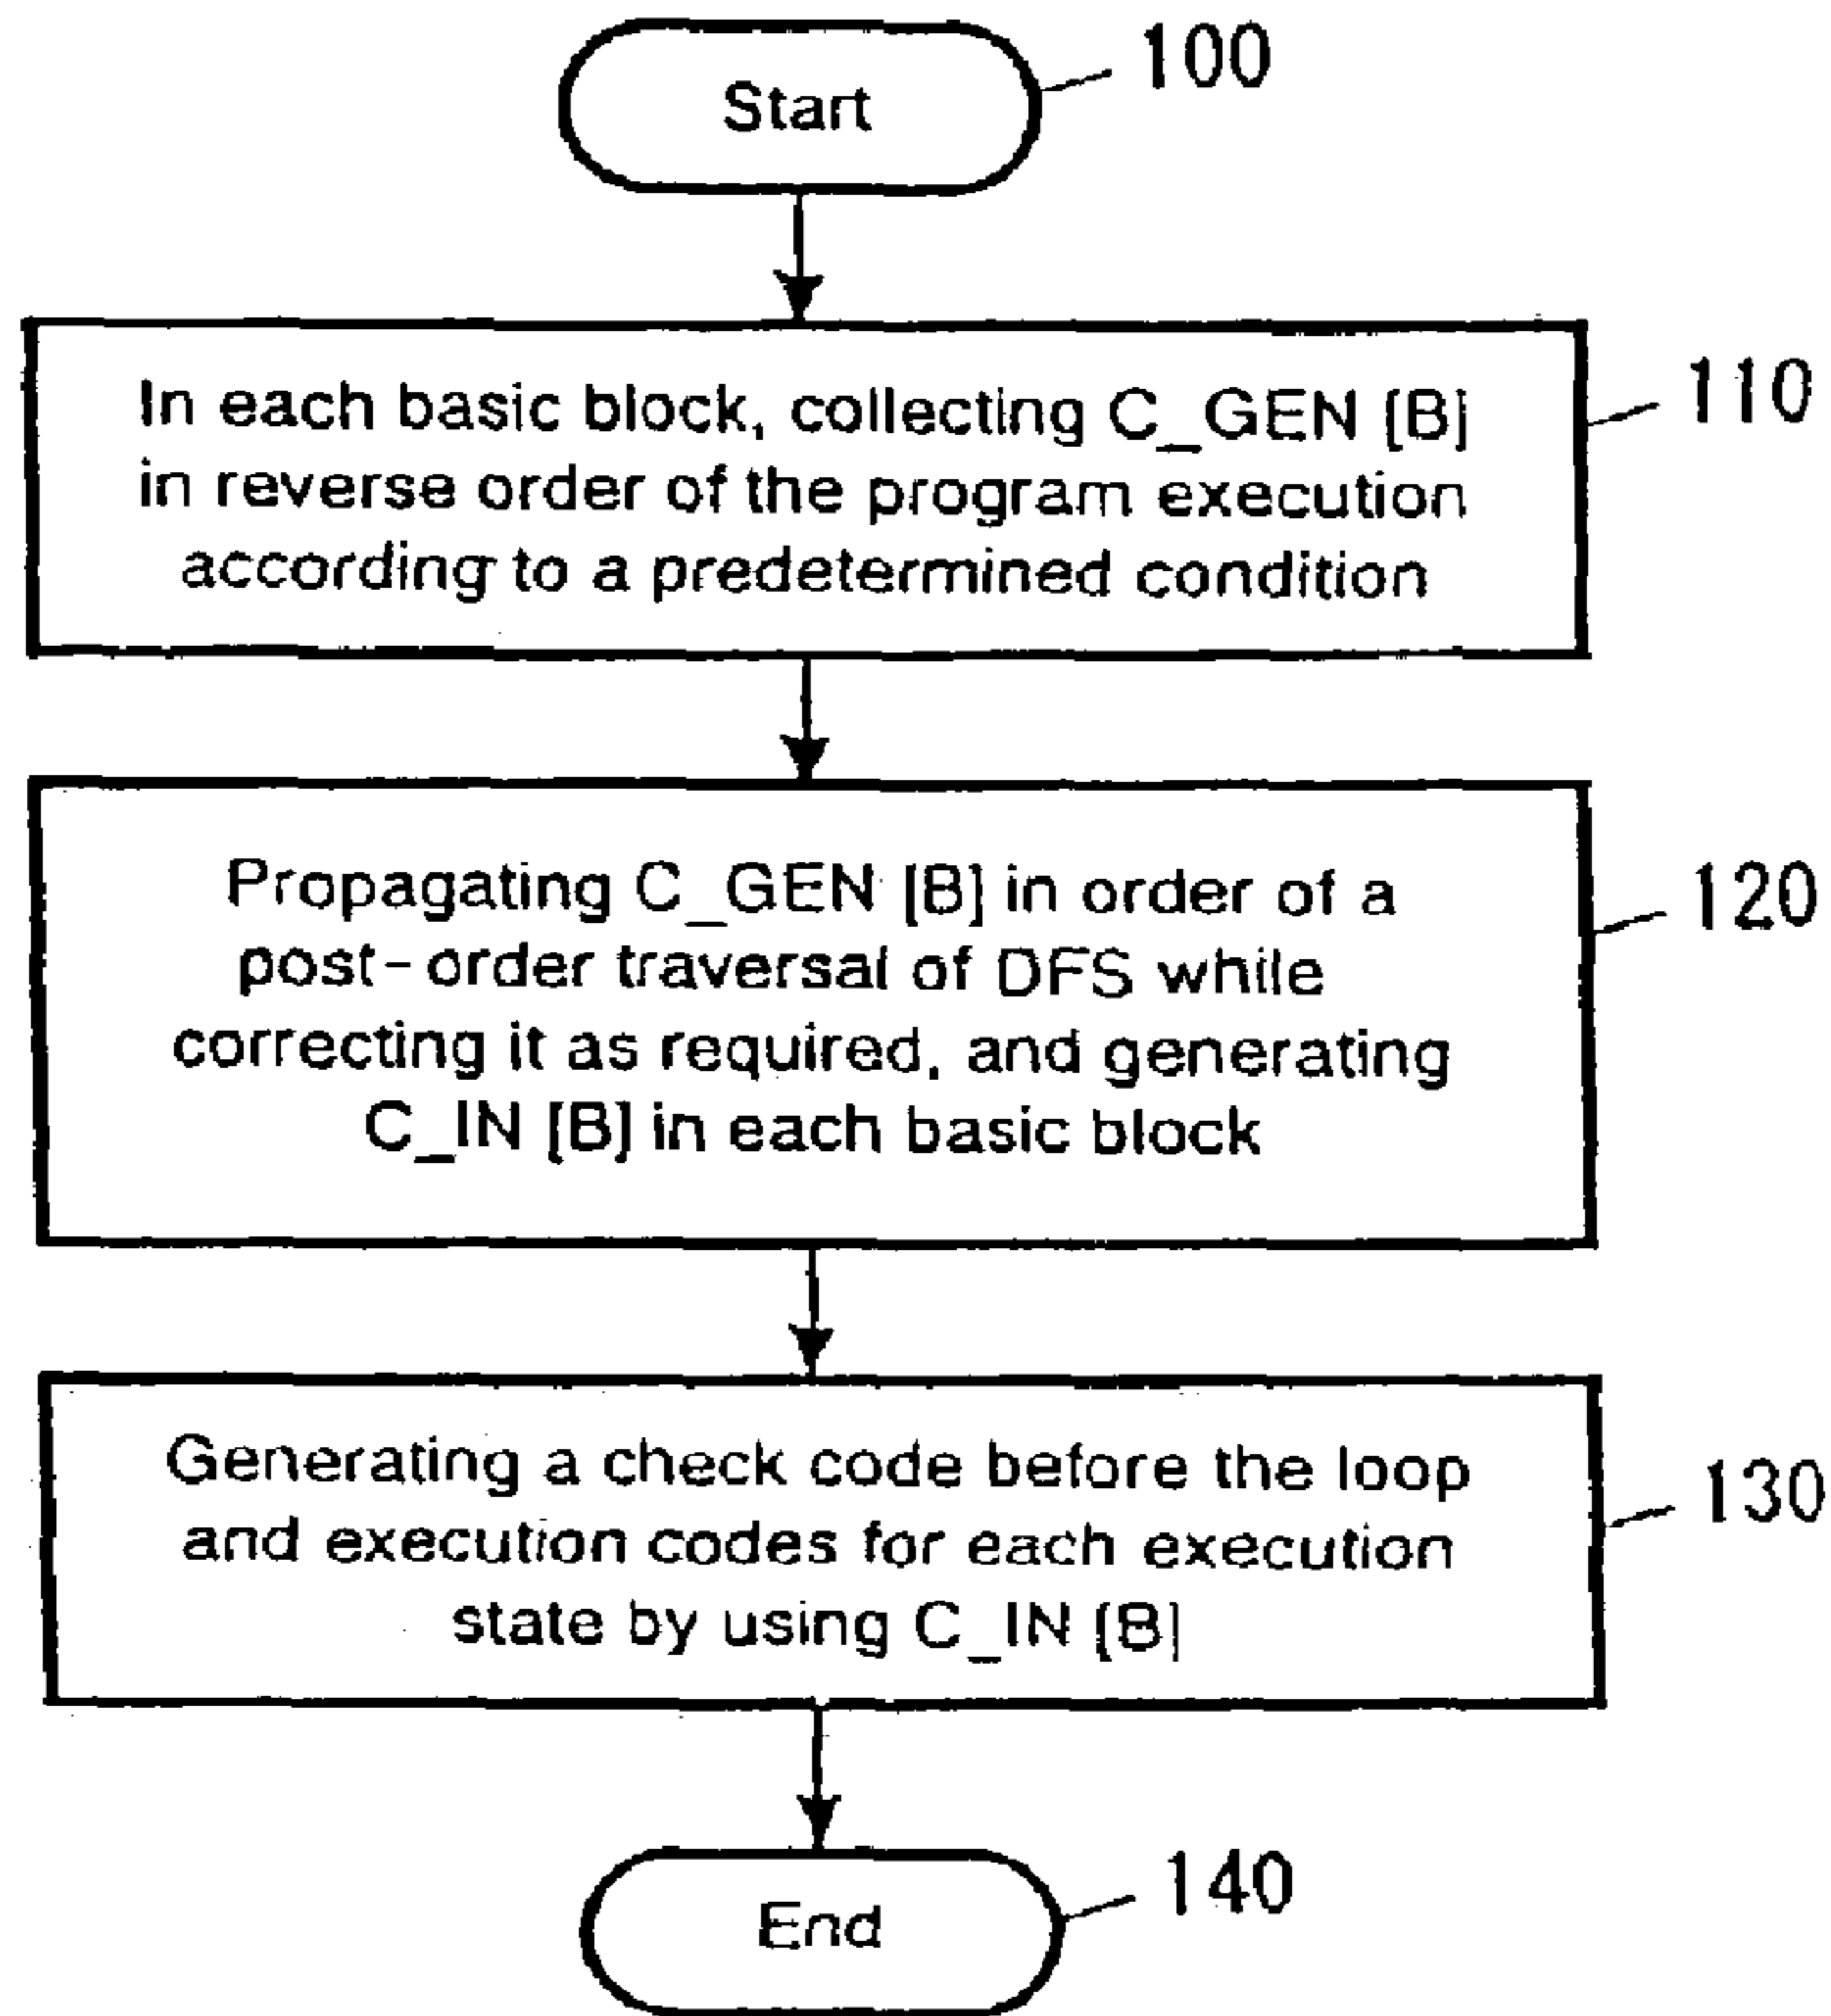 Start
100
In each basic block, collecting C_GEN [B]
in reverse order of the program execution
according to a predetermined condition
110
Propagating C_GEN [B] in order of a
post-order traversal of DFS while
correcting it as required, and generating
C_IN [B] in each basic block
120
Generating a check code before the loop
and execution codes for each execution
state by using C_IN [B]
130
End
140